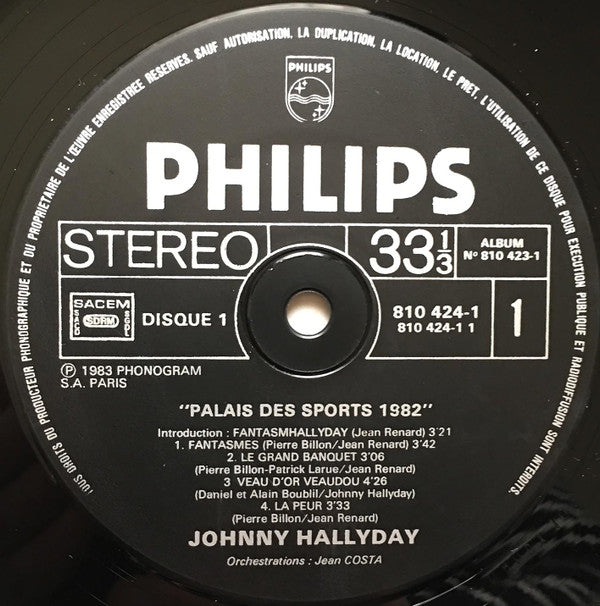 TOUS DROITS DU PRODUCTEUR PHONOGRAPHIQUE ET DU PROPRIETAIRE DE L'ŒUVRE ENREGISTREE RESERVES. SAUF AUTORISATION, LA DUPLICATION, LA LOCATION, LE PRET, L'UTILISATION DE CE DISQUE POUR EXECUTION PUBLIQUE ET RADIODIFFUSION SONT INTERDITS.
PHILIPS
PHILIPS
STEREO
33 1/3
ALBUM
N° 810 423-1
SACEM
SACD SDRM SGDL
DISQUE 1
810 424-1
810 424-1 1
1
℗ 1983 PHONOGRAM
S.A. PARIS
"PALAIS DES SPORTS 1982"
Introduction : FANTASMHALLYDAY (Jean Renard) 3'21
1. FANTASMES (Pierre Billon/Jean Renard) 3'42
2. LE GRAND BANQUET 3'06
(Pierre Billon-Patrick Larue/Jean Renard)
3 VEAU D'OR VEAUDOU 4'26
(Daniel et Alain Boublil/Johnny Hallyday)
4. LA PEUR 3'33
(Pierre Billon/Jean Renard)
JOHNNY HALLYDAY
Orchestrations : Jean COSTA